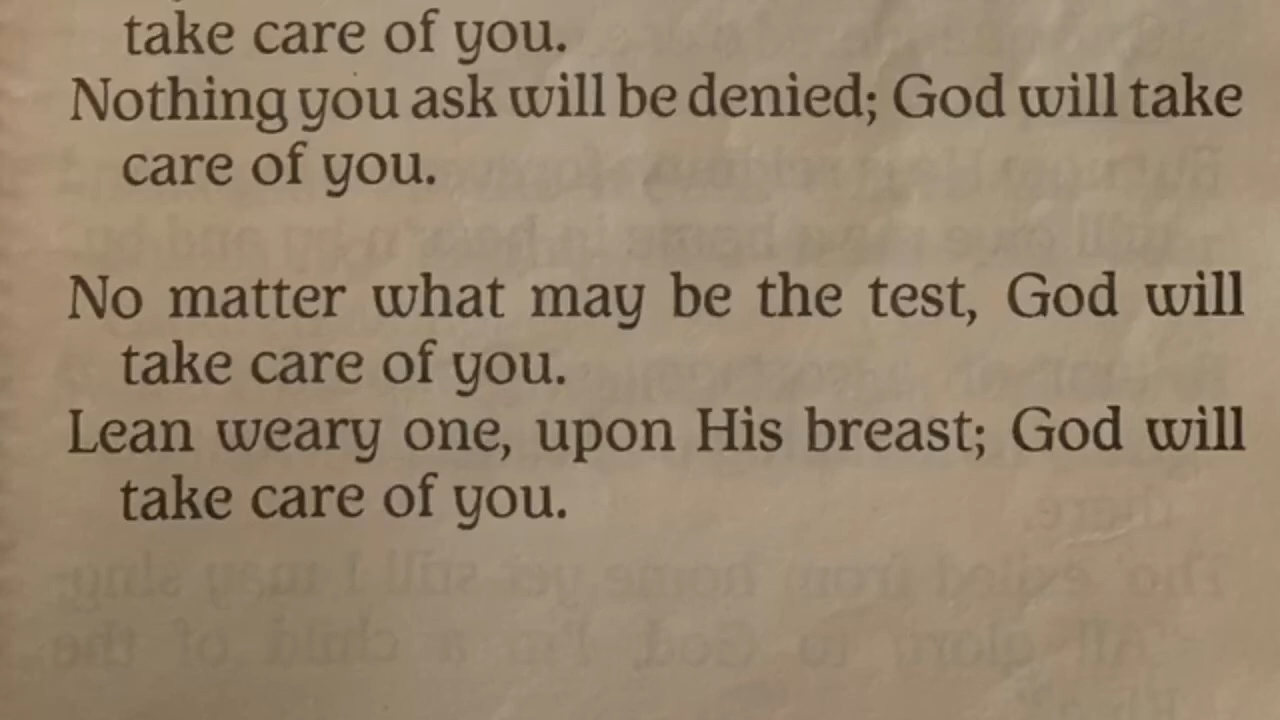 take care of you.
Nothing you ask will be denied; God will take
care of you.
No matter what may be the test, God will
take care of you.
Lean weary one, upon His breast; God will
take care of you.